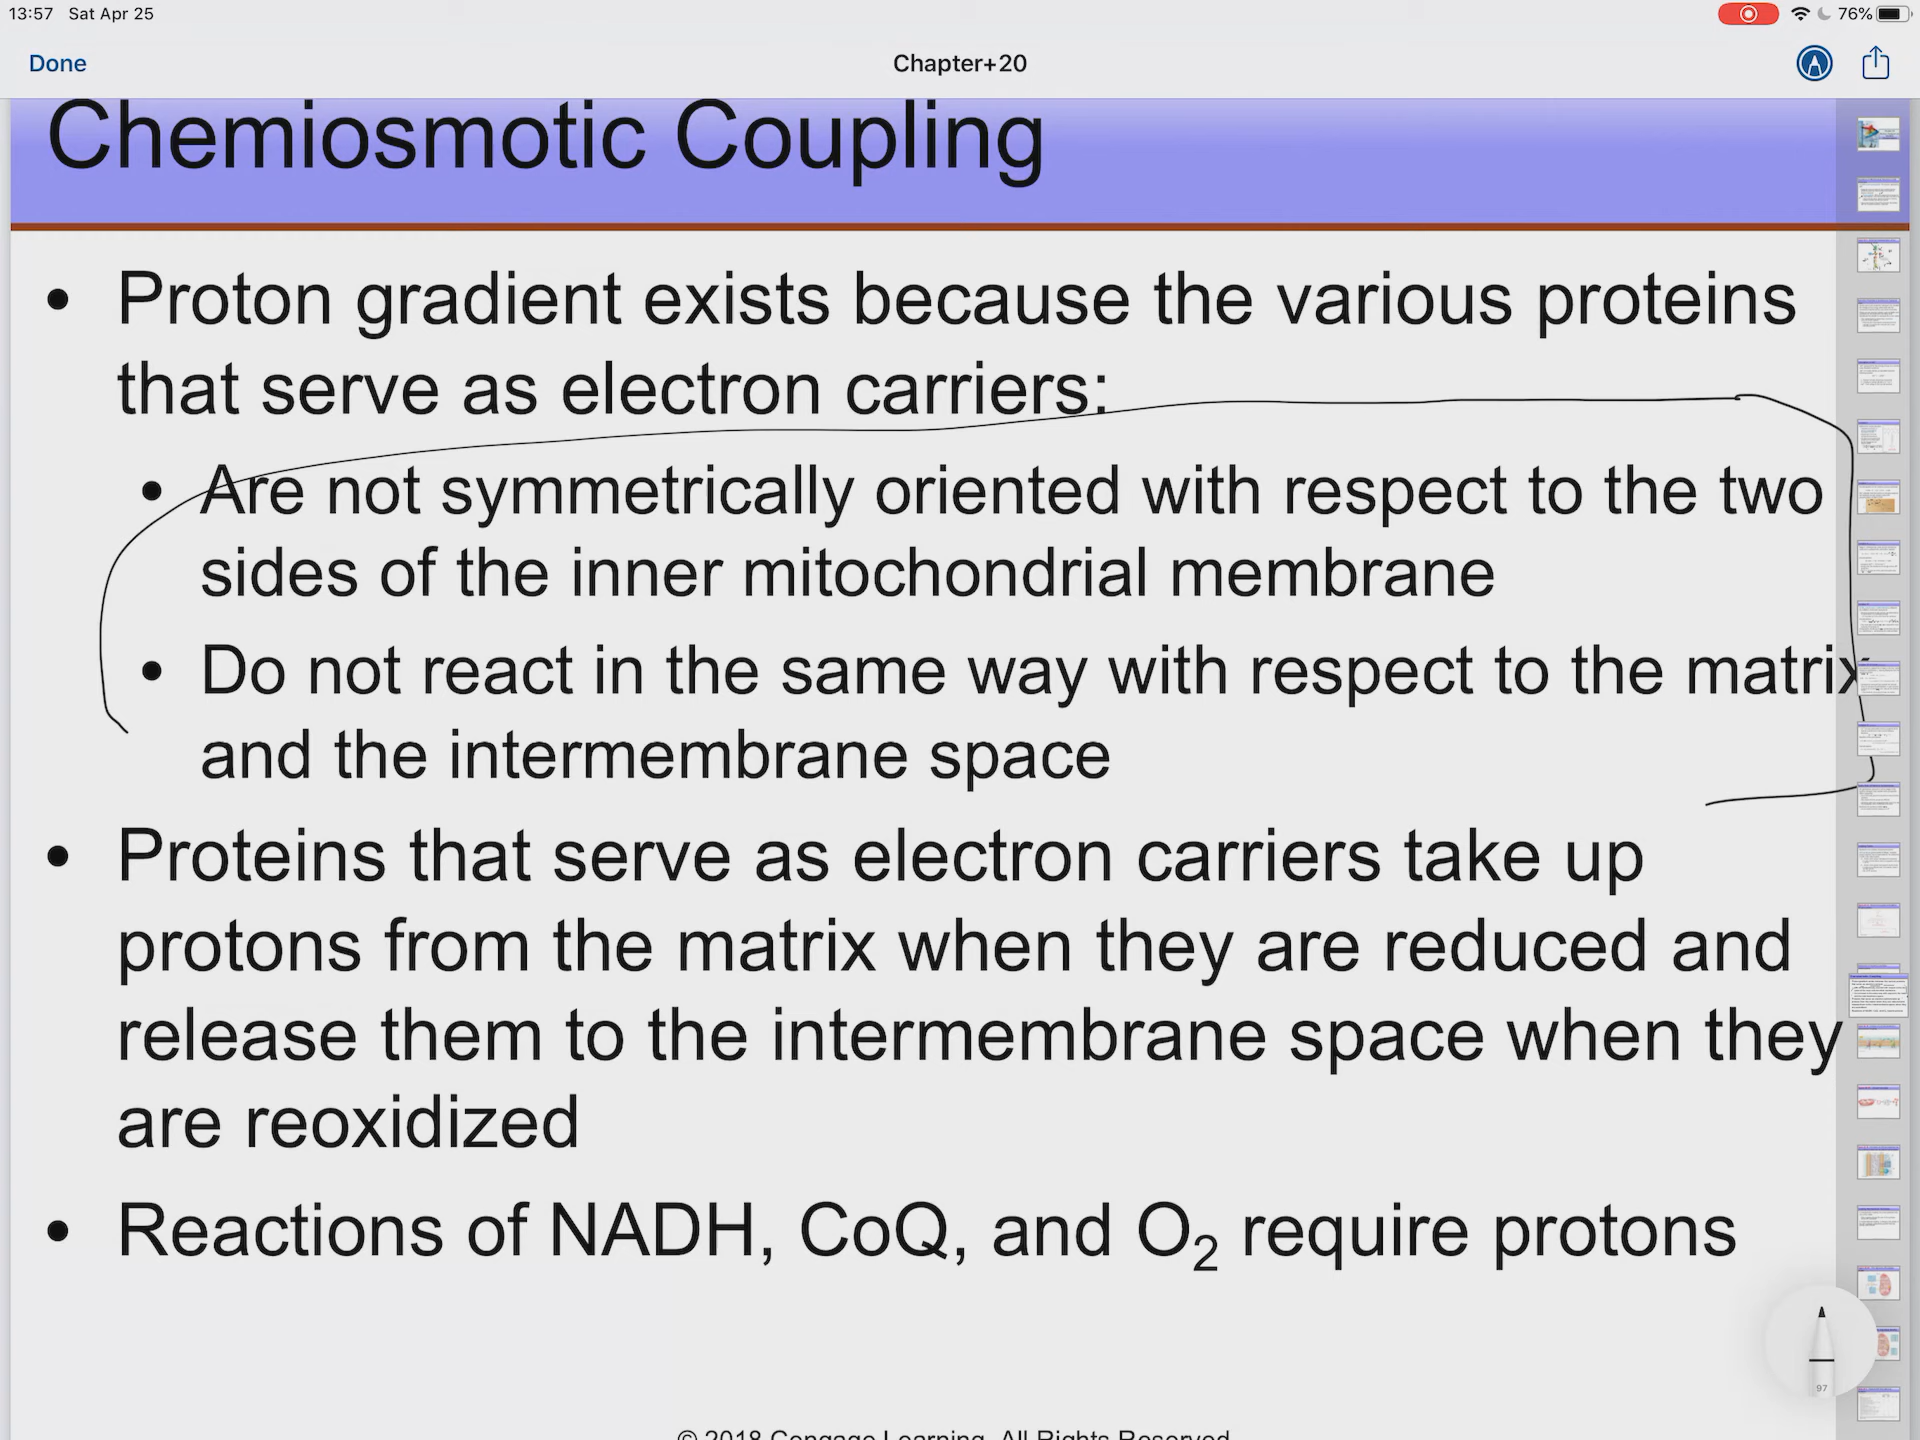 13:57 Sat Apr 25
76%
Done
Chapter+20
Chemiosmotic Coupling
• Proton gradient exists because the various proteins
that serve as electron carriers:
• Are not symmetrically oriented with respect to the two
sides of the inner mitochondrial membrane
• Do not react in the same way with respect to the matrix
and the intermembrane space
• Proteins that serve as electron carriers take up
protons from the matrix when they are reduced and
release them to the intermembrane space when they
are reoxidized
• Reactions of NADH, CoQ, and O₂ require protons
97
© 2018 Cengage Learning. All Rights Reserved.